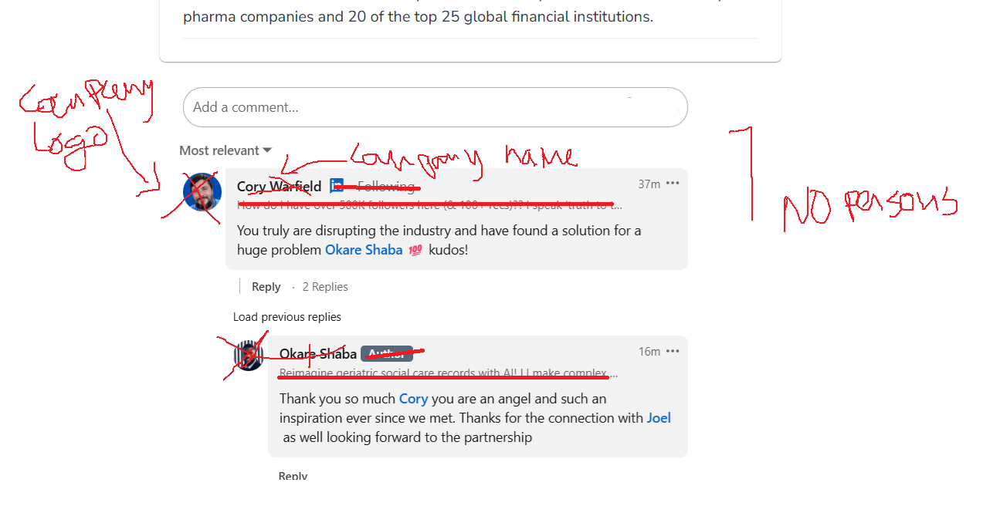 pharma companies and 20 of the top 25 global financial institutions.
Company
Logo
Add a comment...
Most relevant
Company name
Cory Warfield Following
37m
How do I have over 500K followers here (& 100+ recs)?? I speak 'truth to t...
You truly are disrupting the industry and have found a solution for a
huge problem Okare Shaba 💯 kudos!
NO Persons
Reply · 2 Replies
Load previous replies
Okare Shaba Author
16m
Reimagine geriatric social care records with AI! I I make complex ...
Thank you so much Cory you are an angel and such an
inspiration ever since we met. Thanks for the connection with Joel
as well looking forward to the partnership
Reply